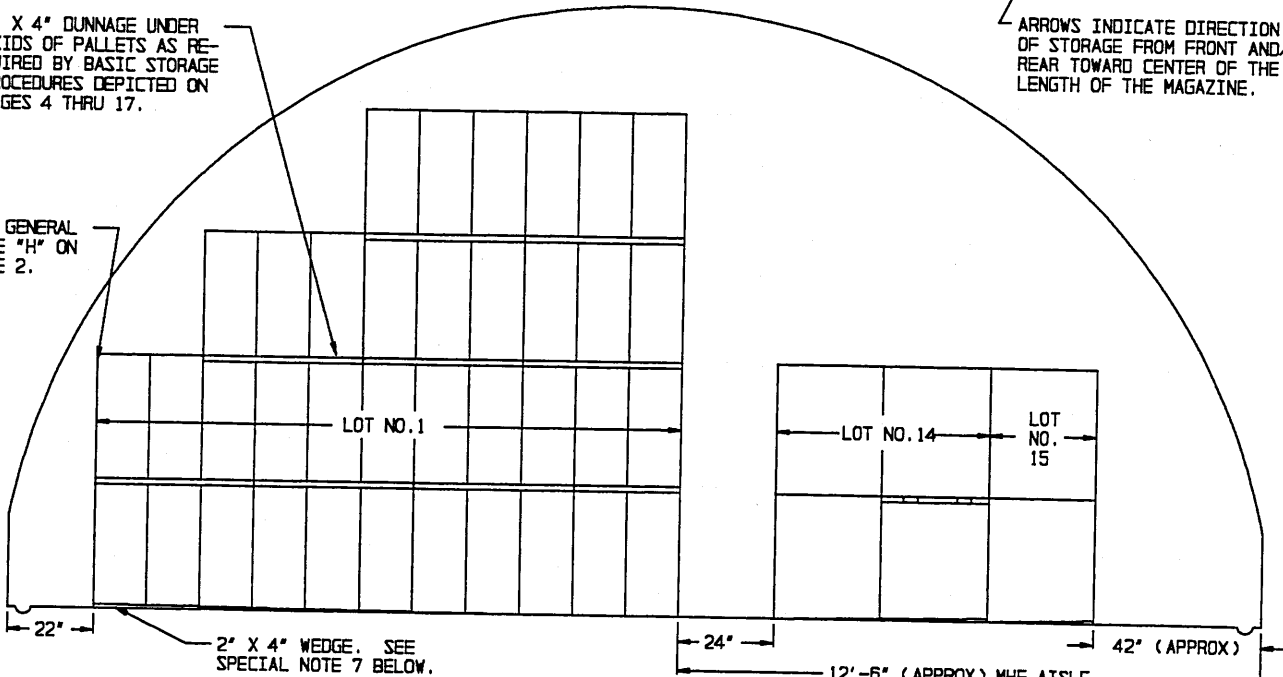 X 4" DUNNAGE UNDER
IDS OF PALLETS AS RE-
UIRED BY BASIC STORAGE
OCEDURES DEPICTED ON
GES 4 THRU 17.
ARROWS INDICATE DIRECTION
OF STORAGE FROM FRONT AND
REAR TOWARD CENTER OF THE
LENGTH OF THE MAGAZINE.
GENERAL
E "H" ON
E 2.
LOT NO.1
LOT NO.14
LOT
NO.
15
22"
2" X 4" WEDGE. SEE
SPECIAL NOTE 7 BELOW.
24"
42" (APPROX)
12'-6" (APPROX) MHE AISLE